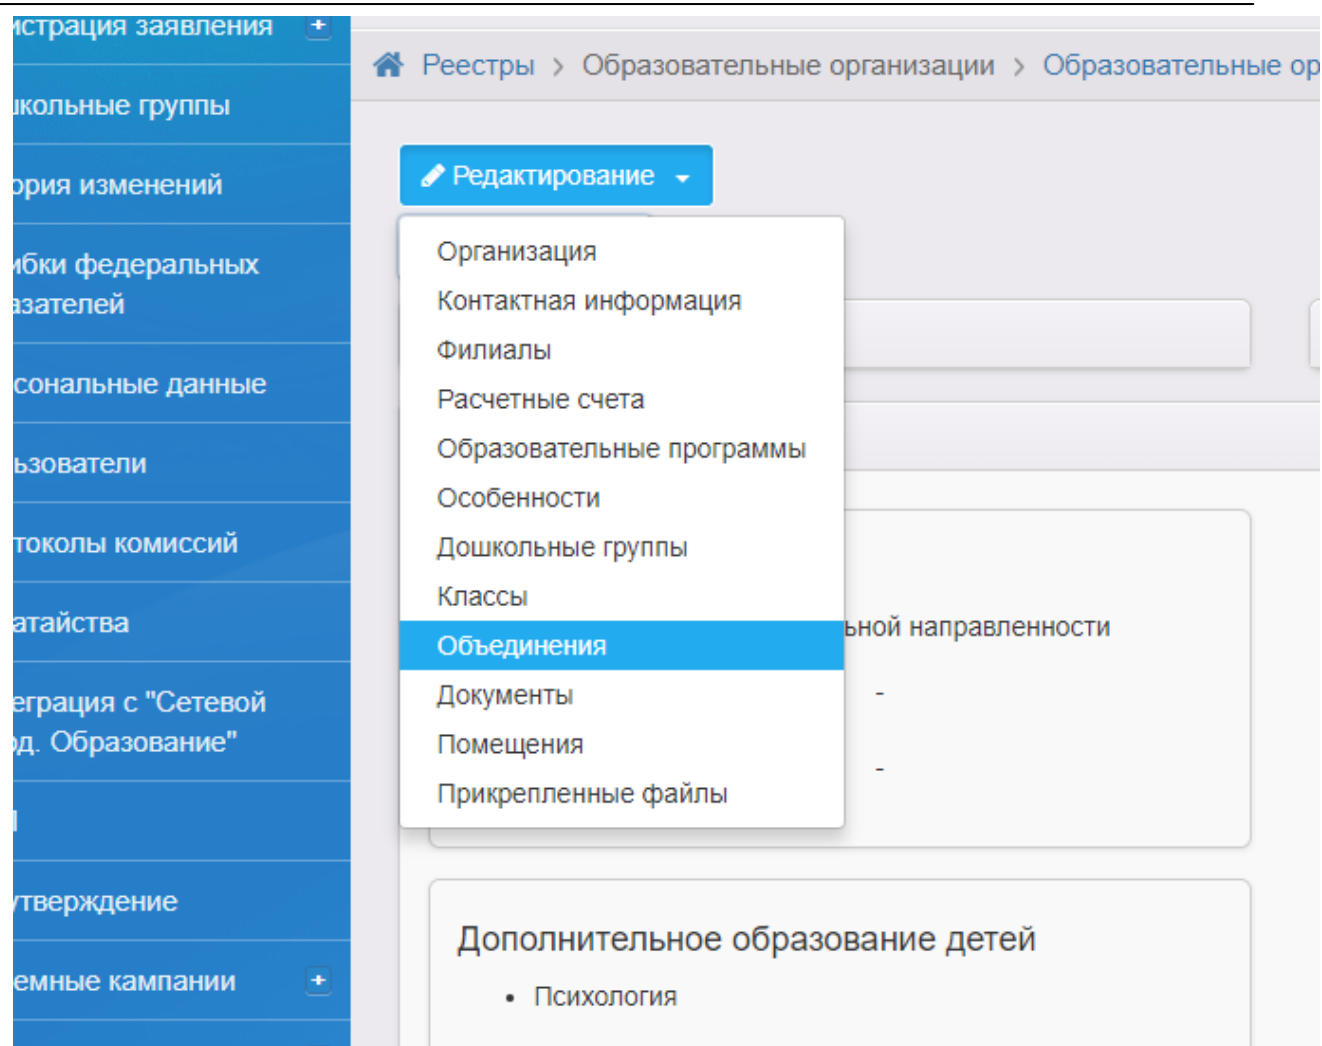 истрация заявления
школьные группы
ория изменений
ибки федеральных
азателей
сональные данные
ьзователи
токолы комиссий
атайства
еграция с "Сетевой
од. Образование"
утверждение
емные кампании
Реестры > Образовательные организации > Образовательные ор
Редактирование
Организация
Контактная информация
Филиалы
Расчетные счета
Образовательные программы
Особенности
Дошкольные группы
Классы
Объединения
Документы
Помещения
Прикрепленные файлы
ьной направленности
-
-
Дополнительное образование детей
• Психология